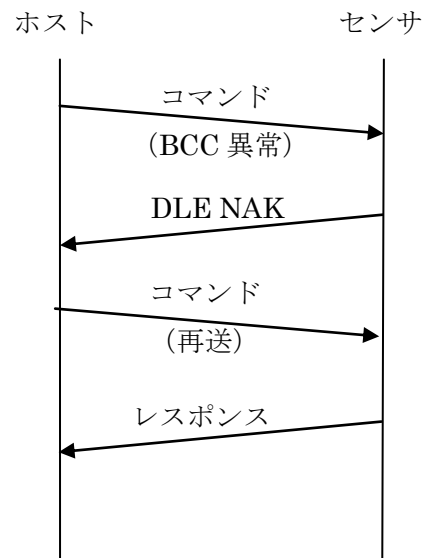 ホスト
センサ
コマンド
（BCC 異常）
DLE NAK
コマンド
（再送）
レスポンス